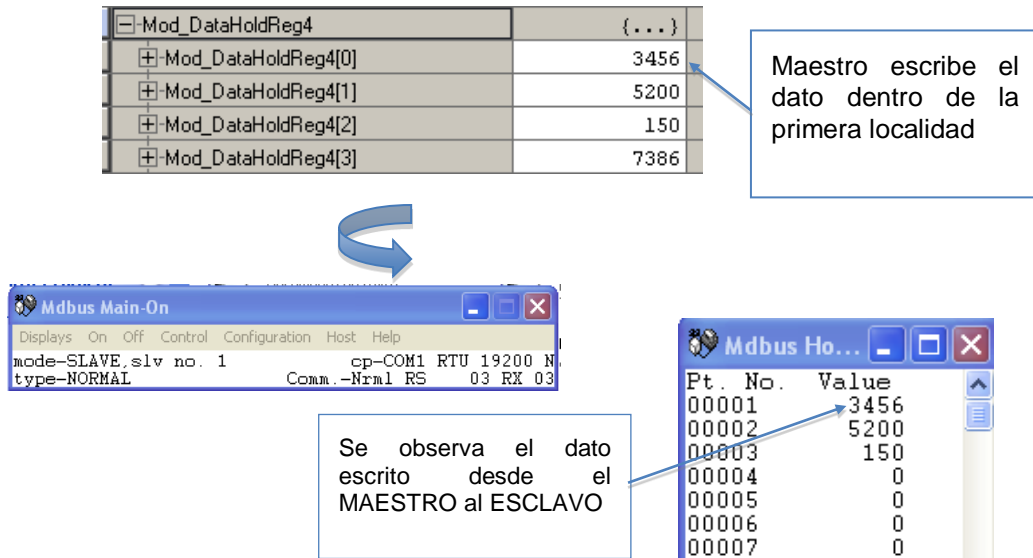 Mod_DataHoldReg4 {...}
Mod_DataHoldReg4[0] 3456
Mod_DataHoldReg4[1] 5200
Mod_DataHoldReg4[2] 150
Mod_DataHoldReg4[3] 7386
Maestro escribe el
dato dentro de la
primera localidad
Mdbus Main-On
Displays On Off Control Configuration Host Help
mode-SLAVE,slv no. 1 cp-COM1 RTU 19200 N
type-NORMAL Comm.-Nrml RS 03 RX 03
Se observa el dato
escrito desde el
MAESTRO al ESCLAVO
Mdbus Ho...
Pt. No. Value
00001 3456
00002 5200
00003 150
00004 0
00005 0
00006 0
00007 0